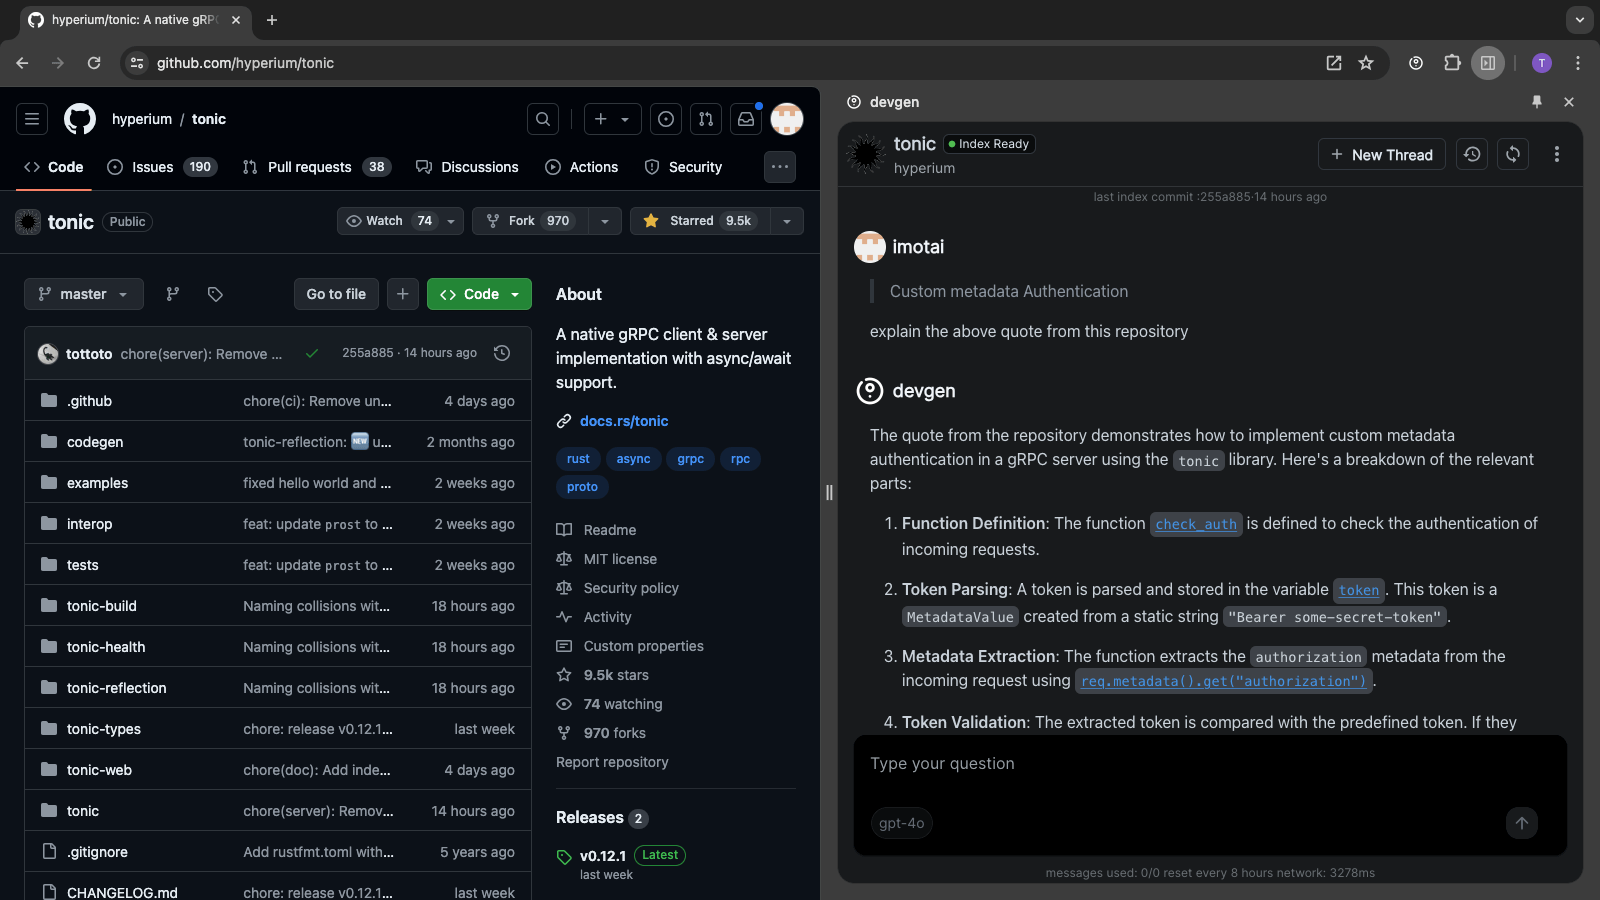 hyperium/tonic: A native gRPC
github.com/hyperium/tonic
T
hyperium / tonic
Code
Issues 190
Pull requests 38
Discussions
Actions
Security
tonic Public
Watch 74
Fork 970
Starred 9.5k
master
Go to file
Code
tottoto chore(server): Remove ... 255a885 · 14 hours ago
.github chore(ci): Remove un... 4 days ago
codegen tonic-reflection: 🆕 u... 2 months ago
examples fixed hello world and ... 2 weeks ago
interop feat: update prost to ... 2 weeks ago
tests feat: update prost to ... 2 weeks ago
tonic-build Naming collisions wit... 18 hours ago
tonic-health Naming collisions wit... 18 hours ago
tonic-reflection Naming collisions wit... 18 hours ago
tonic-types chore: release v0.12.1... last week
tonic-web chore(doc): Add inde... 4 days ago
tonic chore(server): Remov... 14 hours ago
.gitignore Add rustfmt.toml with... 5 years ago
CHANGELOG.md chore: release v0.12.1... last week
About
A native gRPC client & server
implementation with async/await
support.
docs.rs/tonic
rust async grpc rpc
proto
Readme
MIT license
Security policy
Activity
Custom properties
9.5k stars
74 watching
970 forks
Report repository
Releases 2
v0.12.1 Latest
last week
devgen
tonic Index Ready
hyperium
New Thread
last index commit :255a885·14 hours ago
imotai
Custom metadata Authentication
explain the above quote from this repository
devgen
The quote from the repository demonstrates how to implement custom metadata
authentication in a gRPC server using the tonic library. Here's a breakdown of the relevant
parts:
1. Function Definition: The function check_auth is defined to check the authentication of
incoming requests.
2. Token Parsing: A token is parsed and stored in the variable token. This token is a
MetadataValue created from a static string "Bearer some-secret-token".
3. Metadata Extraction: The function extracts the authorization metadata from the
incoming request using req.metadata().get("authorization").
4. Token Validation: The extracted token is compared with the predefined token. If they
Type your question
gpt-4o
messages used: 0/0 reset every 8 hours network: 3278ms